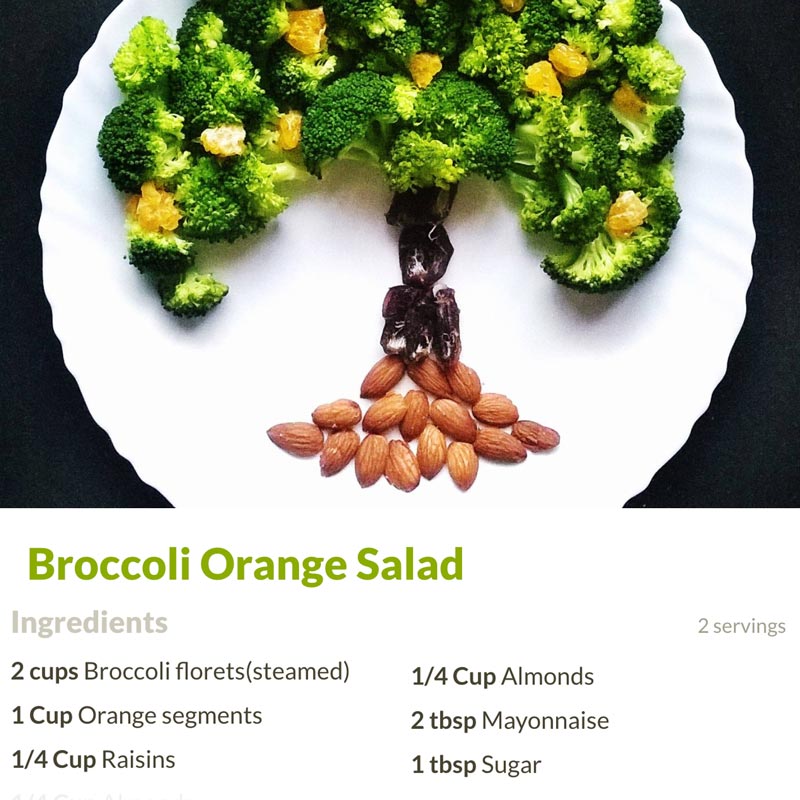 Broccoli Orange Salad
Ingredients
2 servings
2 cups Broccoli florets(steamed)
1 Cup Orange segments
1/4 Cup Raisins
1/4 Cup Almonds
2 tbsp Mayonnaise
1 tbsp Sugar